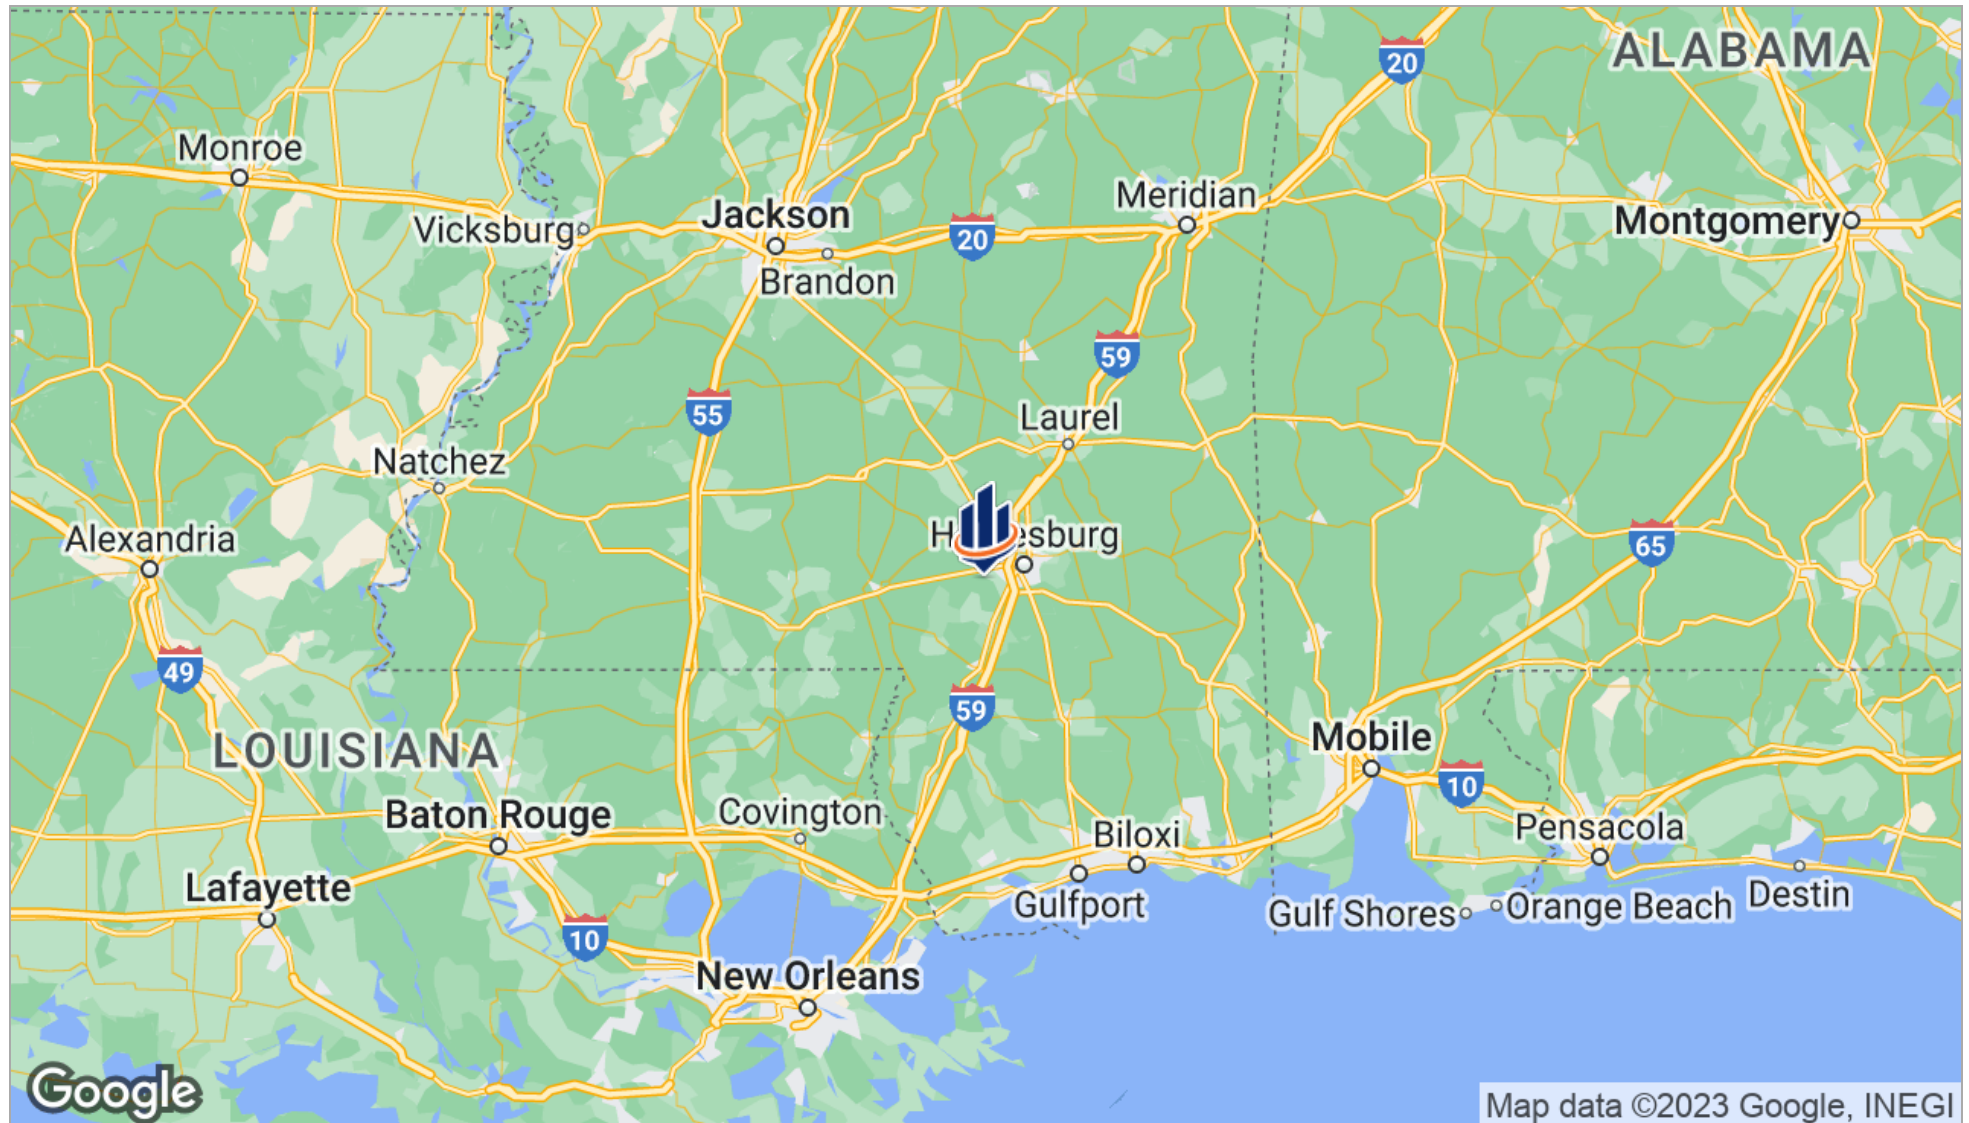 ALABAMA
20
Monroe
Meridian
Jackson
Vicksburg
Montgomery
20
Brandon
59
55
Laurel
Natchez
Alexandria
H esburg
65
49
59
LOUISIANA
Mobile
10
Baton Rouge
Covington
Biloxi
Pensacola
Lafayette
Gulfport
Gulf Shores
Orange Beach
Destin
10
New Orleans
Google
Map data ©2023 Google, INEGI